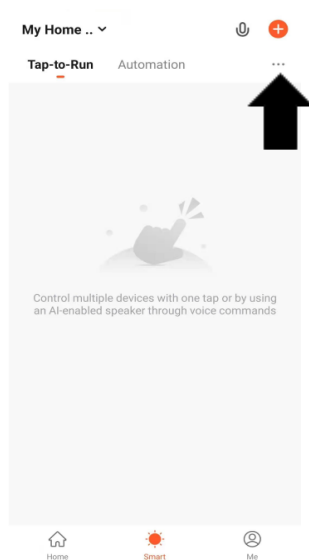 My Home ..
Tap-to-Run Automation ...
Control multiple devices with one tap or by using
an AI-enabled speaker through voice commands
Home Smart Me